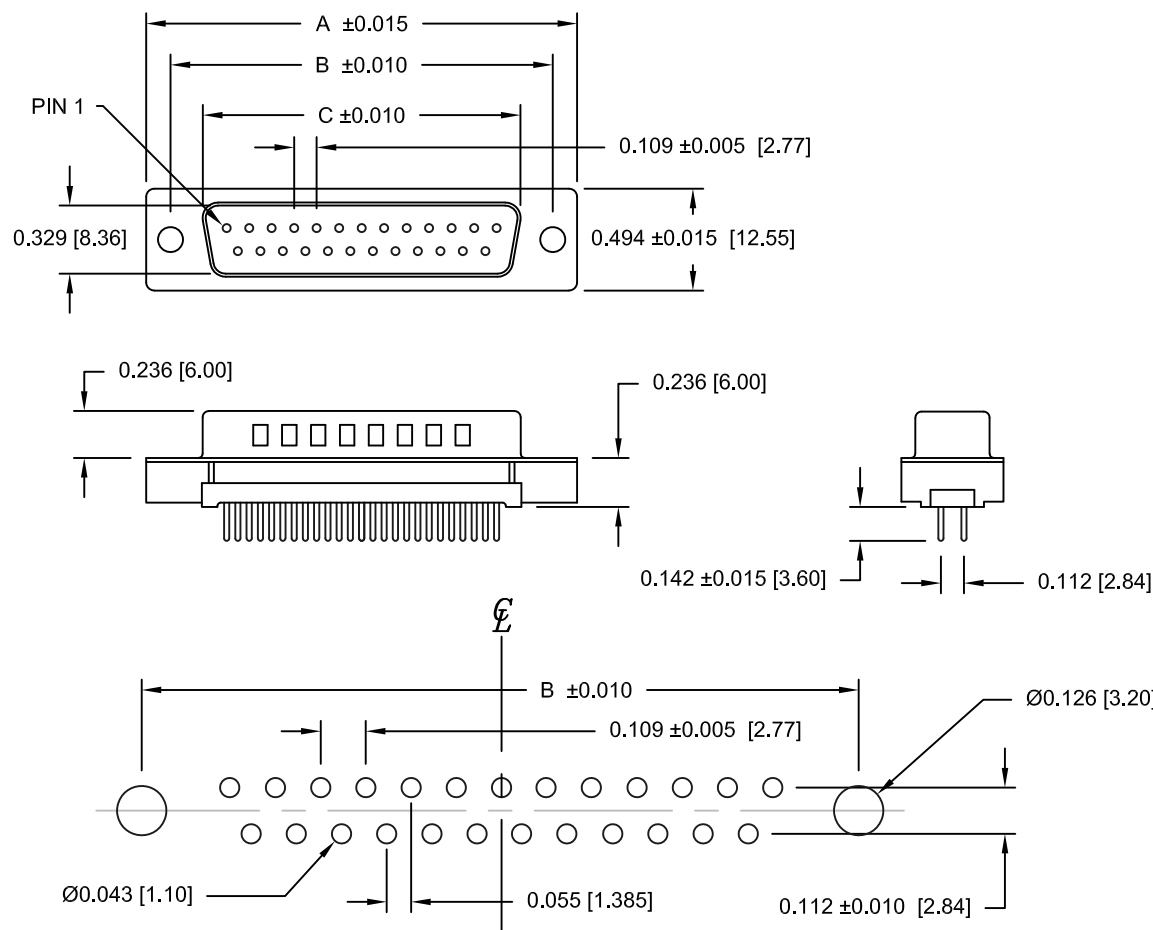 A ±0.015
B ±0.010
PIN 1
C ±0.010
0.109 ±0.005 [2.77]
0.329 [8.36]
0.494 ±0.015 [12.55]
0.236 [6.00]
0.236 [6.00]
0.142 ±0.015 [3.60]
0.112 [2.84]
℄
B ±0.010
Ø0.126 [3.20]
0.109 ±0.005 [2.77]
Ø0.043 [1.10]
0.055 [1.385]
0.112 ±0.010 [2.84]